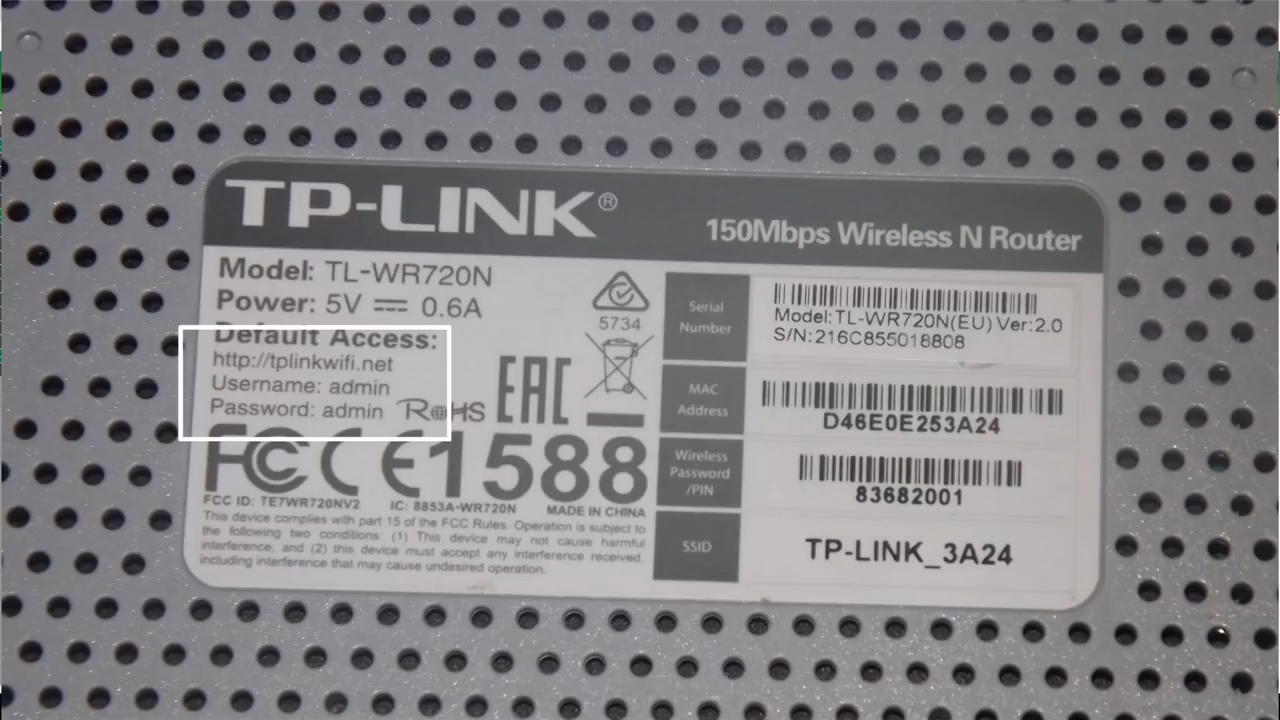 TP-LINK®
150Mbps Wireless N Router
Model: TL-WR720N
Power: 5V 0.6A
Default Access:
http://tplinkwifi.net
Username: admin
Password: admin
RoHS
EAC
5734
FC CE1588
FCC ID: TE7WR720NV2 IC: 8853A-WR720N MADE IN CHINA
This device complies with part 15 of the FCC Rules. Operation is subject to
the following two conditions: (1) This device may not cause harmful
interference, and (2) this device must accept any interference received,
including interference that may cause undesired operation.
Serial
Number
Model:TL-WR720N(EU) Ver:2.0
S/N:216C855018808
MAC
Address
D46E0E253A24
Wireless
Password
/PIN
83682001
SSID
TP-LINK_3A24